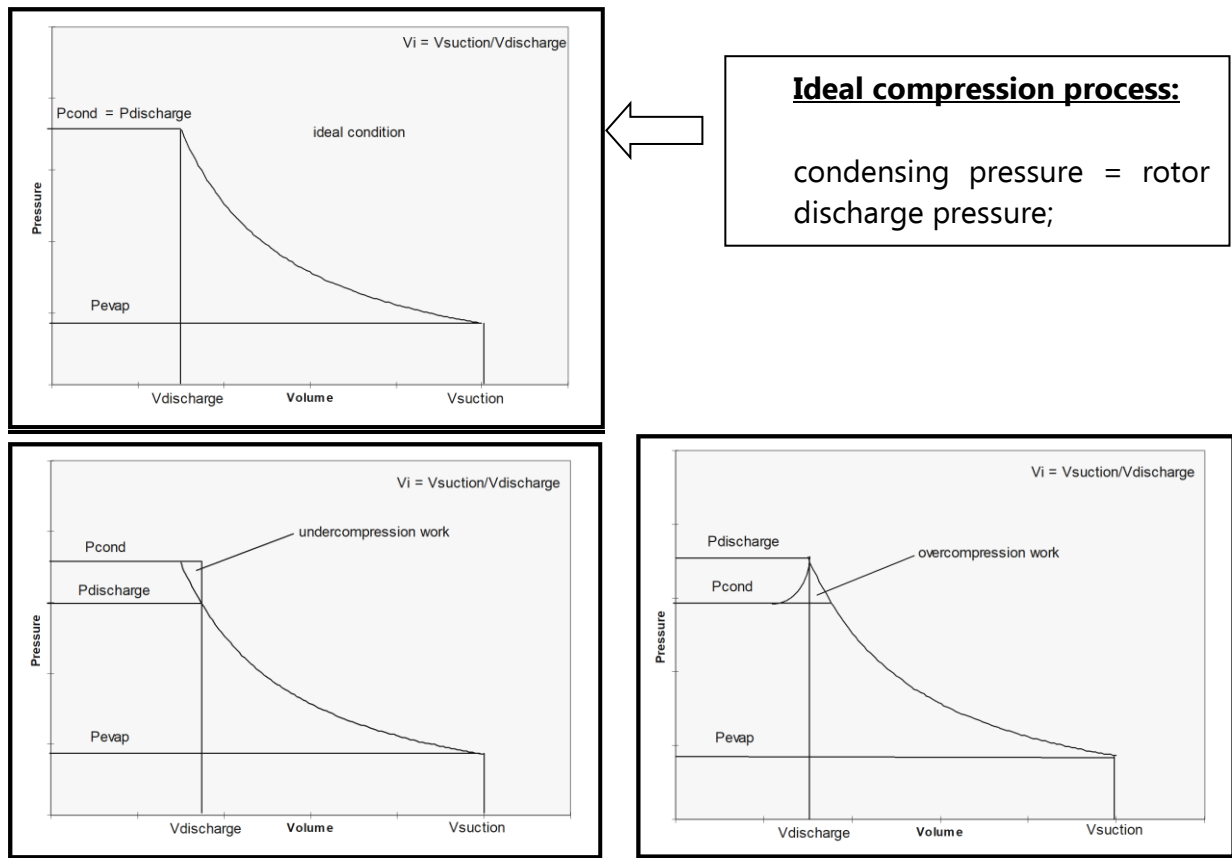 Vi = Vsuction/Vdischarge
Pcond = Pdischarge
ideal condition
Pressure
Pevap
Vdischarge Volume Vsuction
Ideal compression process:
condensing pressure = rotor
discharge pressure;
Vi = Vsuction/Vdischarge
undercompression work
Pcond
Pdischarge
Pressure
Pevap
Vdischarge Volume Vsuction
Vi = Vsuction/Vdischarge
Pdischarge
overcompression work
Pcond
Pressure
Pevap
Vdischarge Volume Vsuction